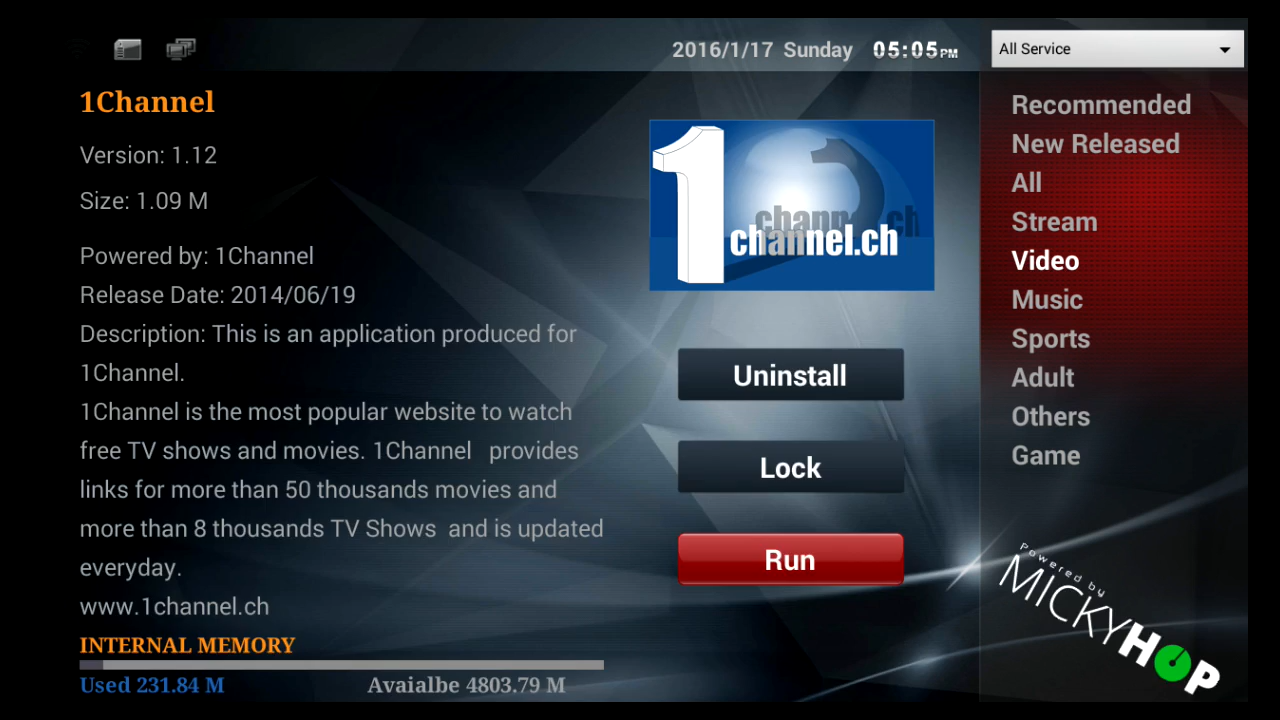 2016/1/17 Sunday 05:05PM
All Service
1Channel
Version: 1.12
Size: 1.09 M
Powered by: 1Channel
Release Date: 2014/06/19
Description: This is an application produced for
1Channel.
1Channel is the most popular website to watch
free TV shows and movies. 1Channel provides
links for more than 50 thousands movies and
more than 8 thousands TV Shows and is updated
everyday.
www.1channel.ch
INTERNAL MEMORY
Used 231.84 M
Avaialbe 4803.79 M
1channel.ch
channel.ch
Uninstall
Lock
Run
Recommended
New Released
All
Stream
Video
Music
Sports
Adult
Others
Game
Powered by
MICKYHOP